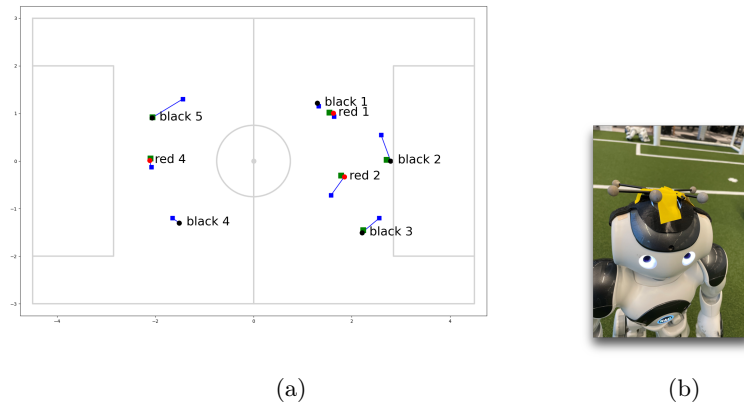 3
2
1
0
−1
−2
−3
−4
−2
0
2
4
black 1
red 1
black 5
red 4
black 2
red 2
black 4
black 3
(a)
(b)